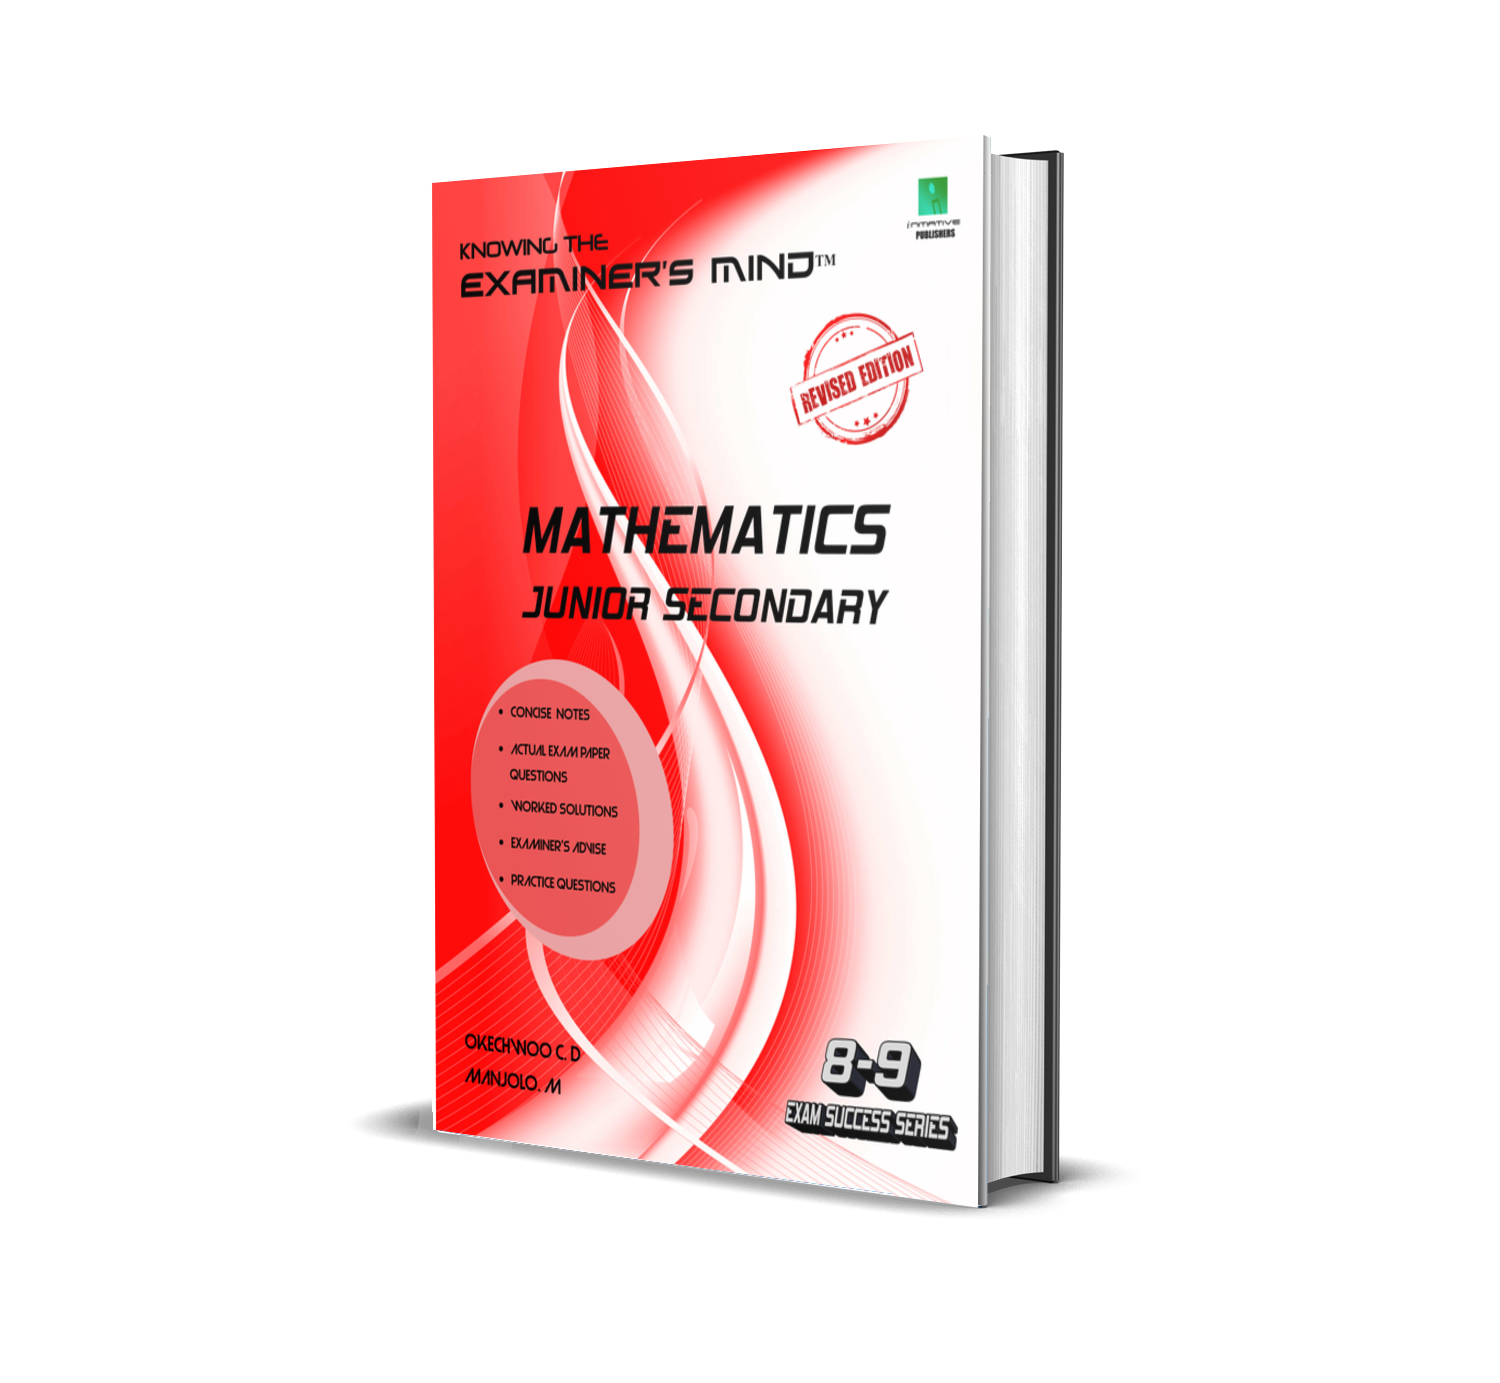 KNOWING THE
EXAMINER'S MIND™
INITIATIVE
PUBLISHERS
REVISED EDITION
MATHEMATICS
JUNIOR SECONDARY
• CONCISE NOTES
• ACTUAL EXAM PAPER
QUESTIONS
• WORKED SOLUTIONS
• EXAMINER'S ADVISE
• PRACTICE QUESTIONS
OKECHWOO C. D
MANJOLO. M
8-9
EXAM SUCCESS SERIES